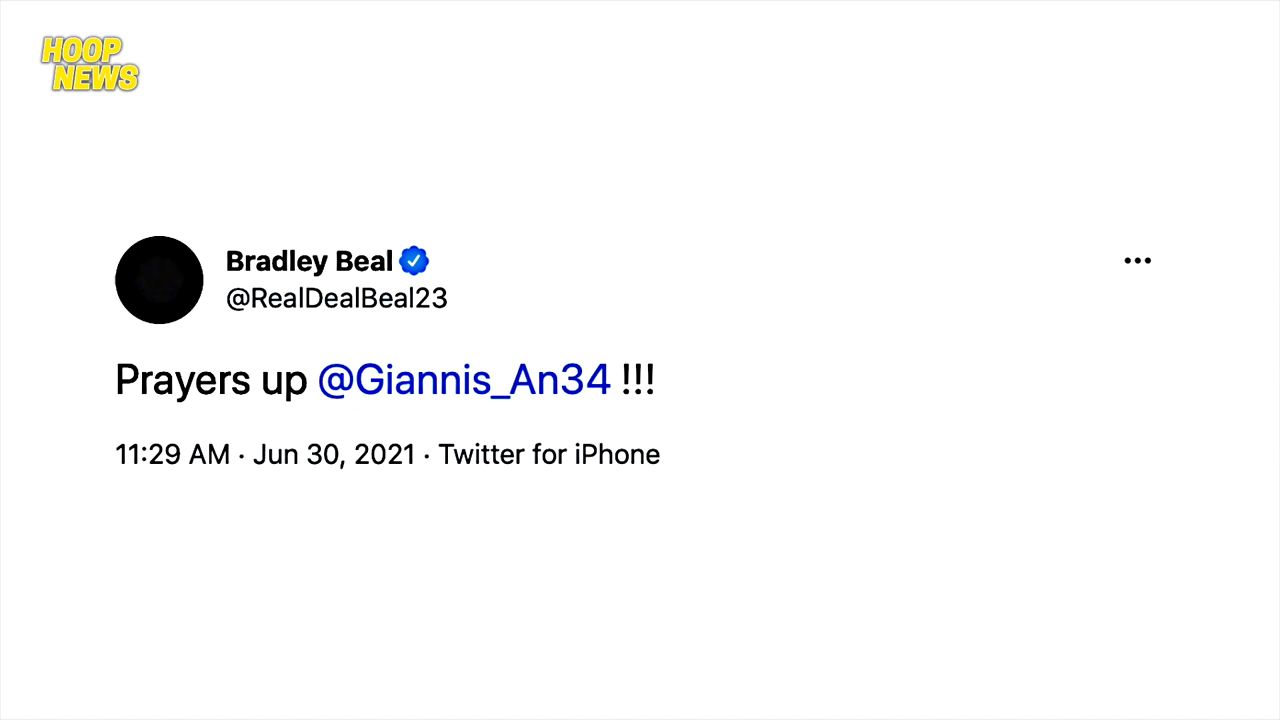 HOOP
NEWS
Bradley Beal
@RealDealBeal23
Prayers up @Giannis_An34 !!!
11:29 AM · Jun 30, 2021 · Twitter for iPhone